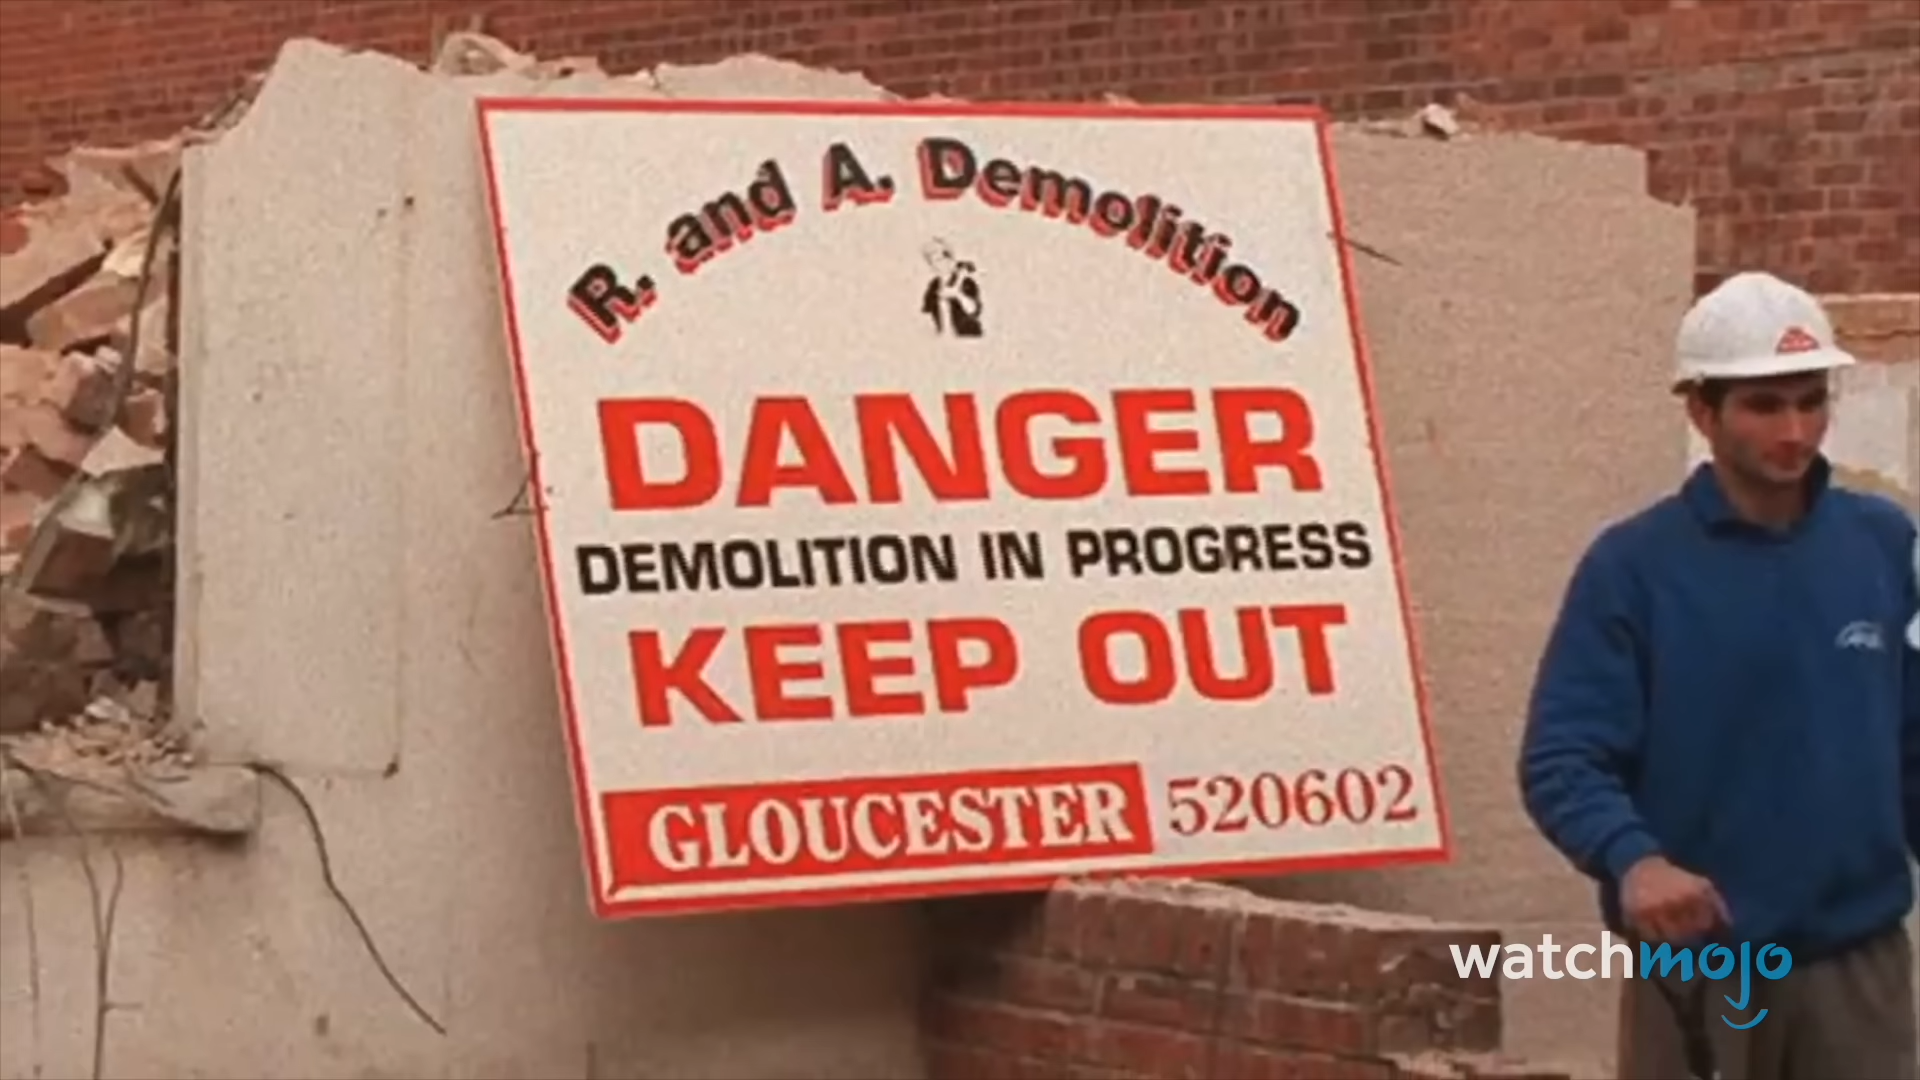 R. and A. Demolition
DANGER
DEMOLITION IN PROGRESS
KEEP OUT
GLOUCESTER 520602
watchmojo